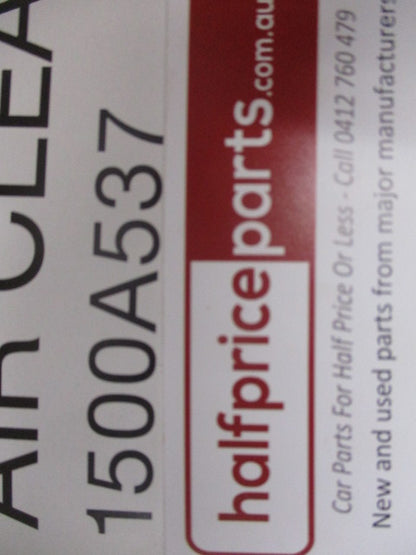 AIR CLEA
1500A537
halfpriceparts.com.au
Car Parts For Half Price Or Less - Call 0412 760 479
New and used parts from major manufacturers